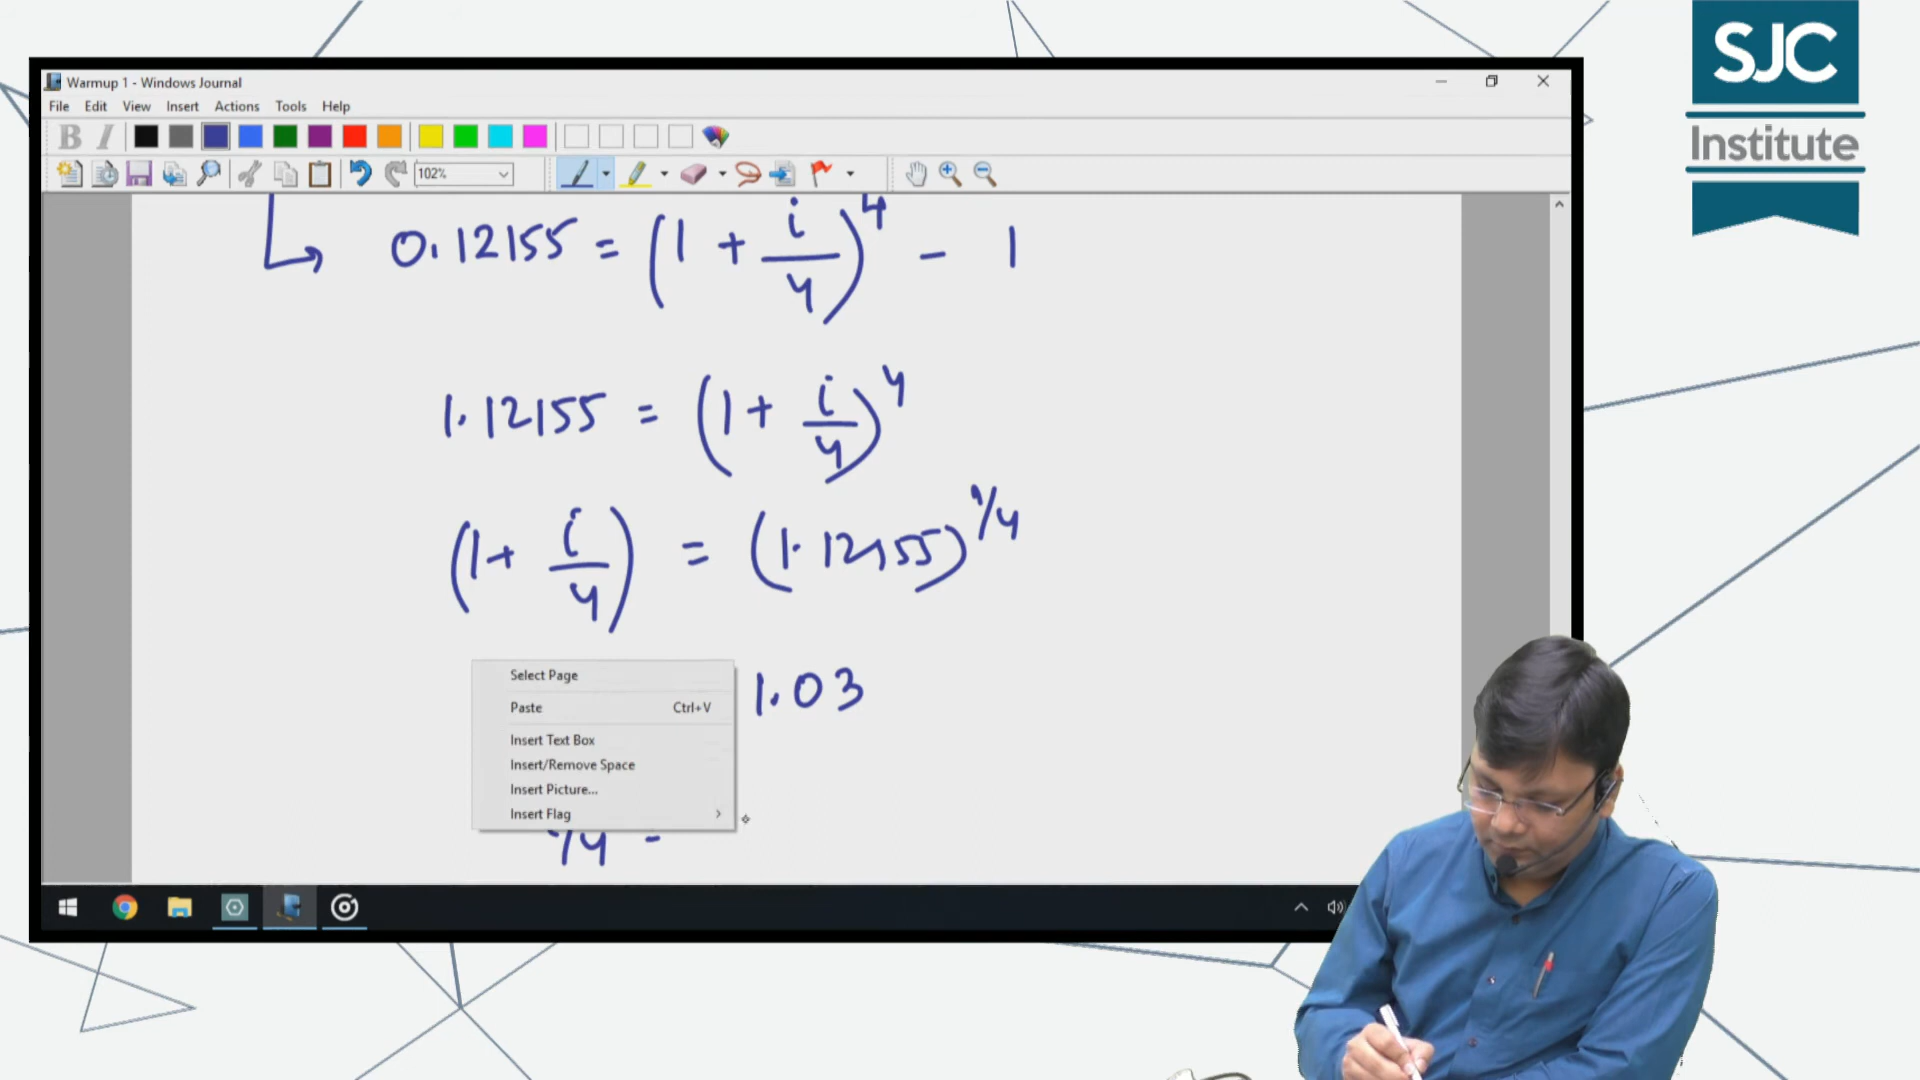 SJC
Institute
Warmup 1 - Windows Journal
File Edit View Insert Actions Tools Help
B I
102%
0.12155 = (1 + i/4)^4 - 1
1.12155 = (1 + i/4)^4
(1 + i/4) = (1.12155)^1/4
Select Page
1.03
Paste Ctrl+V
Insert Text Box
Insert/Remove Space
Insert Picture...
Insert Flag
/4 =